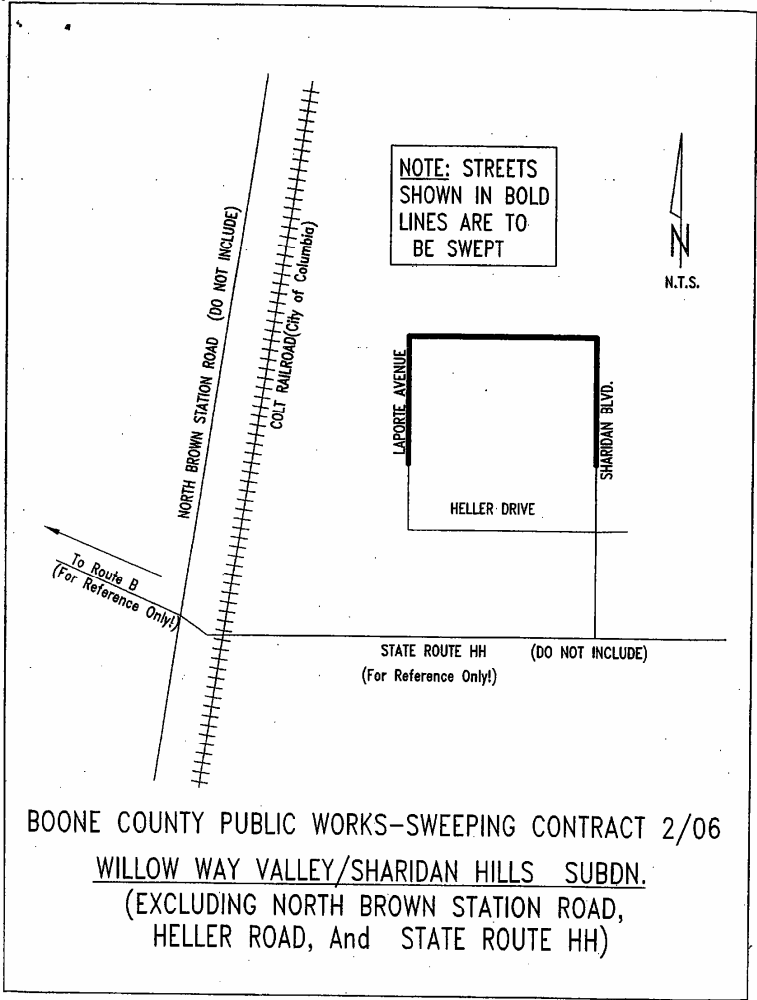 NOTE: STREETS
SHOWN IN BOLD
LINES ARE TO
BE SWEPT
N
N.T.S.
NORTH BROWN STATION ROAD (DO NOT INCLUDE)
COLT RAILROAD(City of Columbia)
LAPORTE AVENUE
SHARIDAN BLVD.
HELLER DRIVE
To Route B
(For Reference Only!)
STATE ROUTE HH (DO NOT INCLUDE)
(For Reference Only!)
BOONE COUNTY PUBLIC WORKS-SWEEPING CONTRACT 2/06
WILLOW WAY VALLEY/SHARIDAN HILLS SUBDN.
(EXCLUDING NORTH BROWN STATION ROAD,
HELLER ROAD, And STATE ROUTE HH)